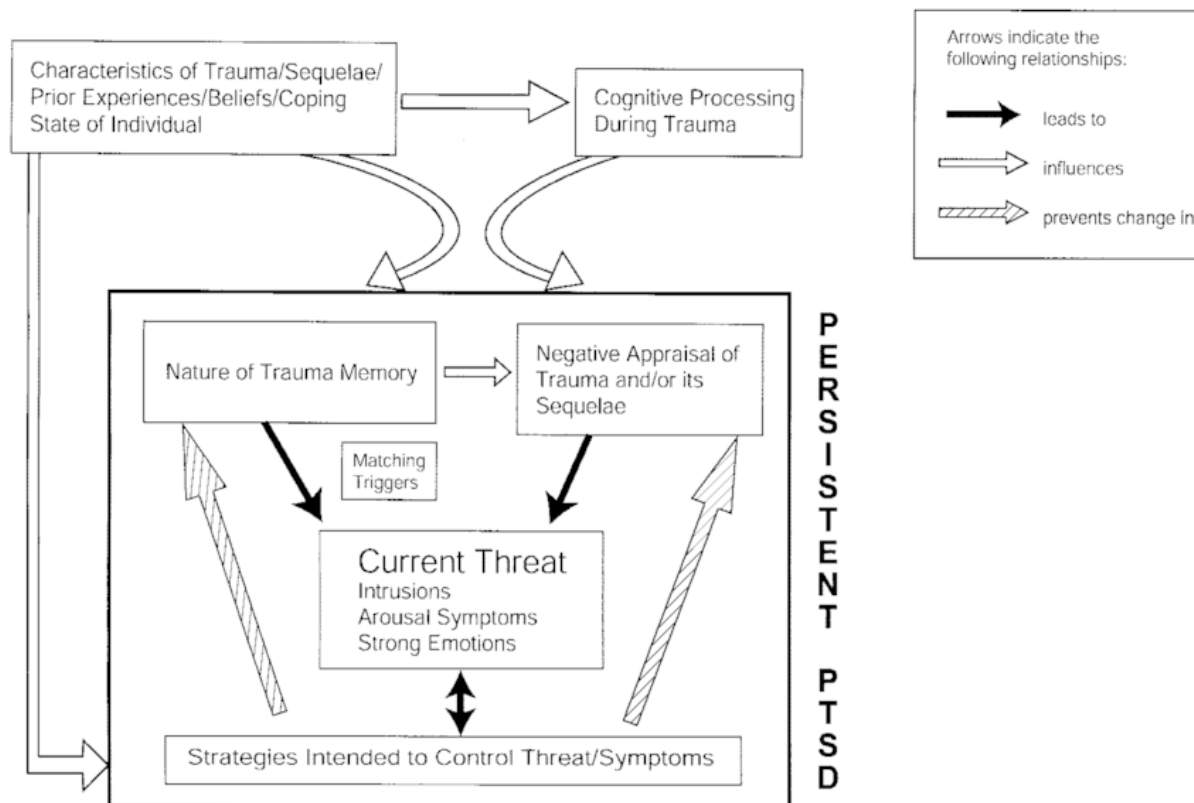 Characteristics of Trauma/Sequelae/
Prior Experiences/Beliefs/Coping
State of Individual
Cognitive Processing
During Trauma
Arrows indicate the
following relationships:
leads to
influences
prevents change in
Nature of Trauma Memory
Negative Appraisal of
Trauma and/or its
Sequelae
Matching
Triggers
Current Threat
Intrusions
Arousal Symptoms
Strong Emotions
Strategies Intended to Control Threat/Symptoms
PERSISTENT PTSD